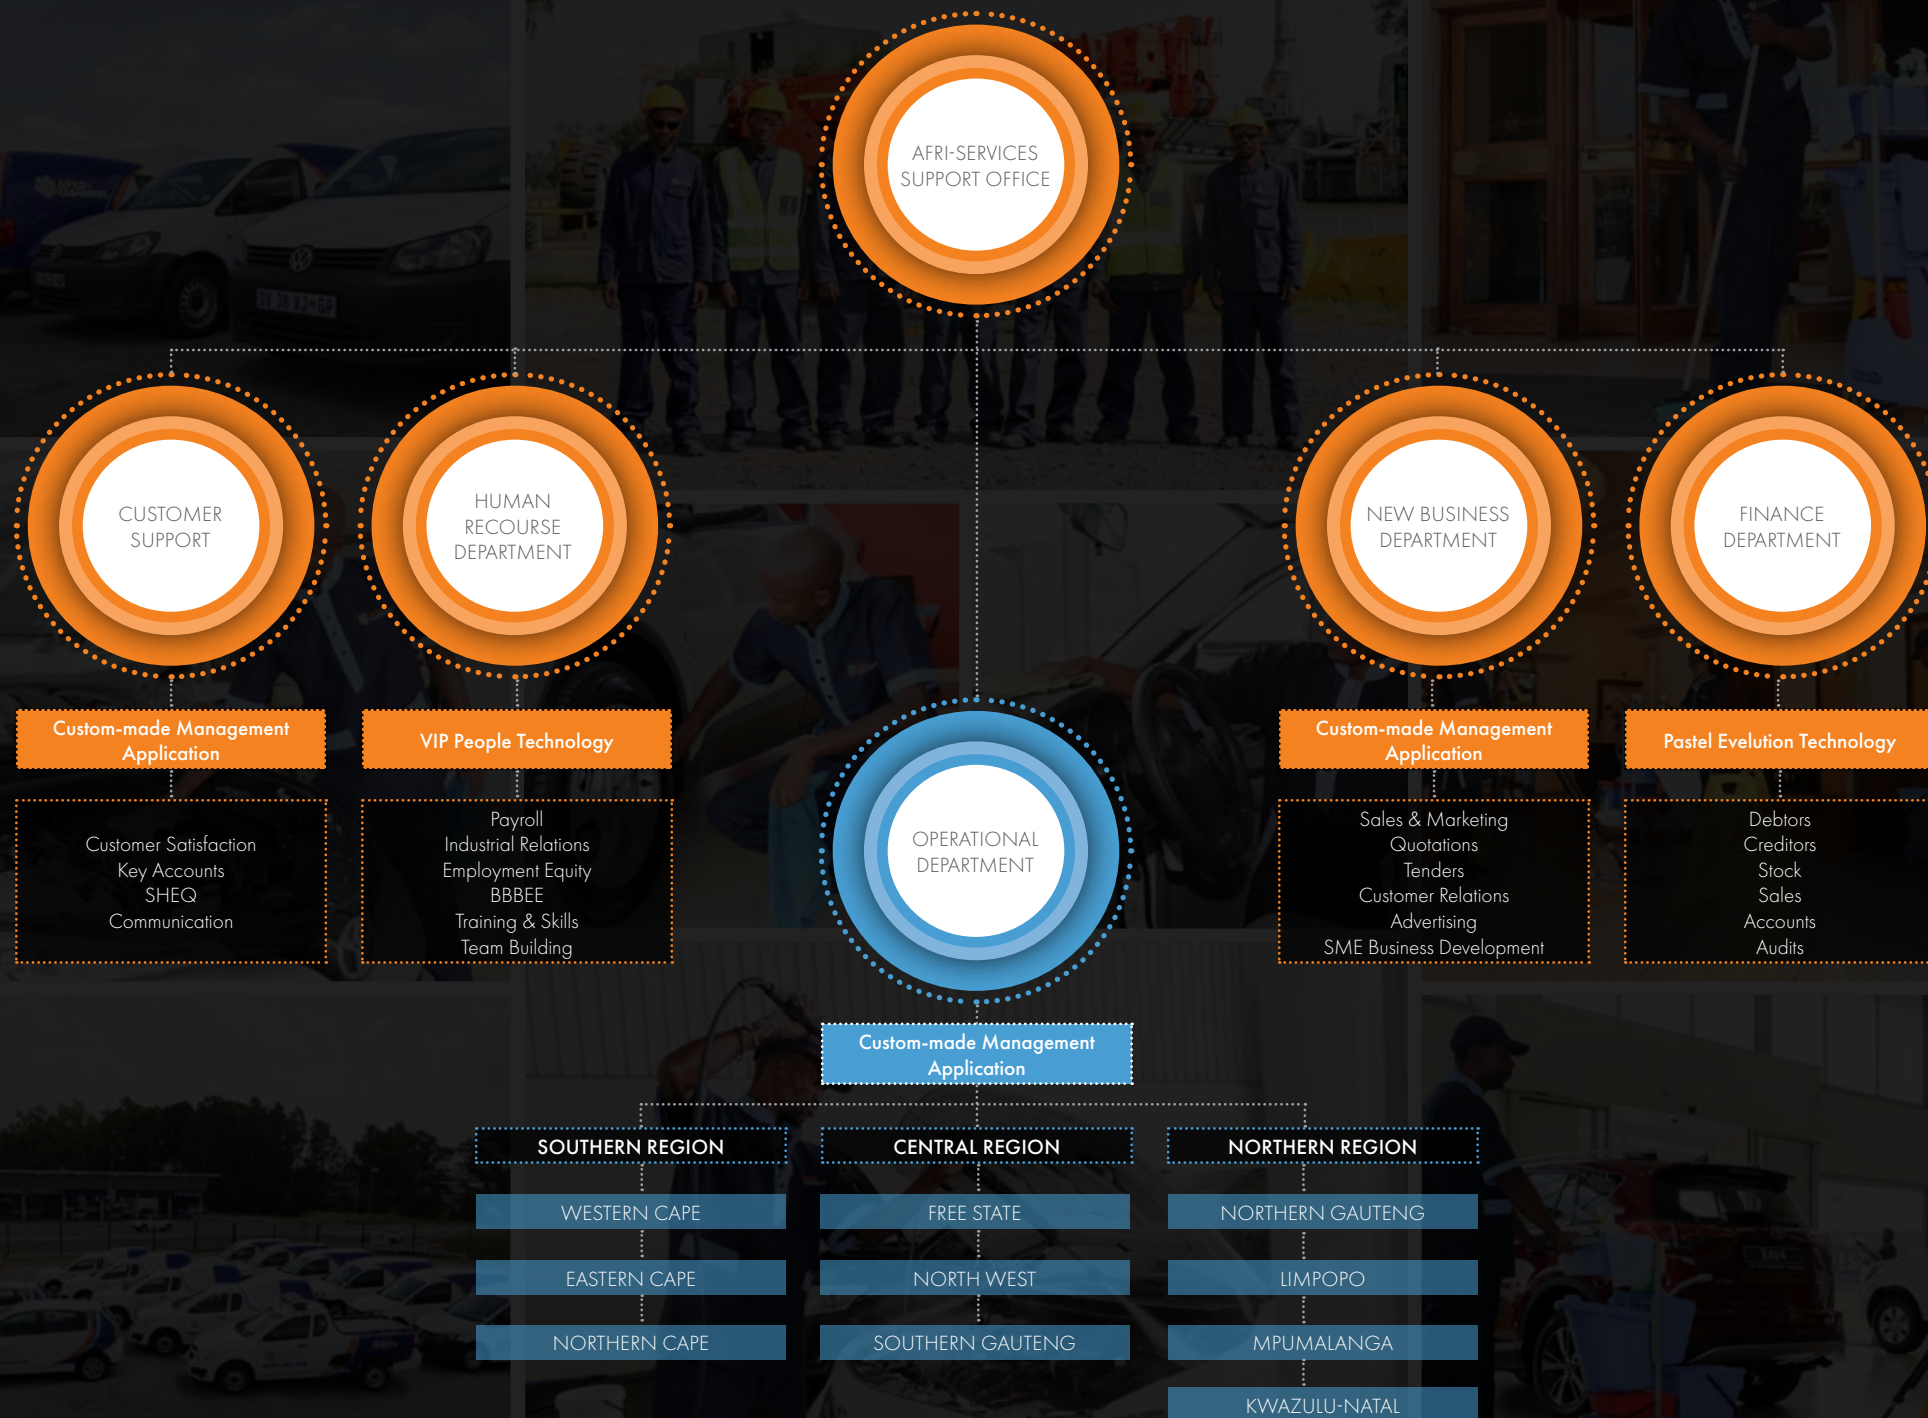 AFRI-SERVICES
SUPPORT OFFICE
CUSTOMER
SUPPORT
HUMAN
RECOURSE
DEPARTMENT
NEW BUSINESS
DEPARTMENT
FINANCE
DEPARTMENT
Custom-made Management
Application
VIP People Technology
Custom-made Management
Application
Pastel Evelution Technology
Customer Satisfaction
Key Accounts
SHEQ
Communication
Payroll
Industrial Relations
Employment Equity
BBBEE
Training & Skills
Team Building
Sales & Marketing
Quotations
Tenders
Customer Relations
Advertising
SME Business Development
Debtors
Creditors
Stock
Sales
Accounts
Audits
OPERATIONAL
DEPARTMENT
Custom-made Management
Application
SOUTHERN REGION
WESTERN CAPE
EASTERN CAPE
NORTHERN CAPE
CENTRAL REGION
FREE STATE
NORTH WEST
SOUTHERN GAUTENG
NORTHERN REGION
NORTHERN GAUTENG
LIMPOPO
MPUMALANGA
KWAZULU-NATAL